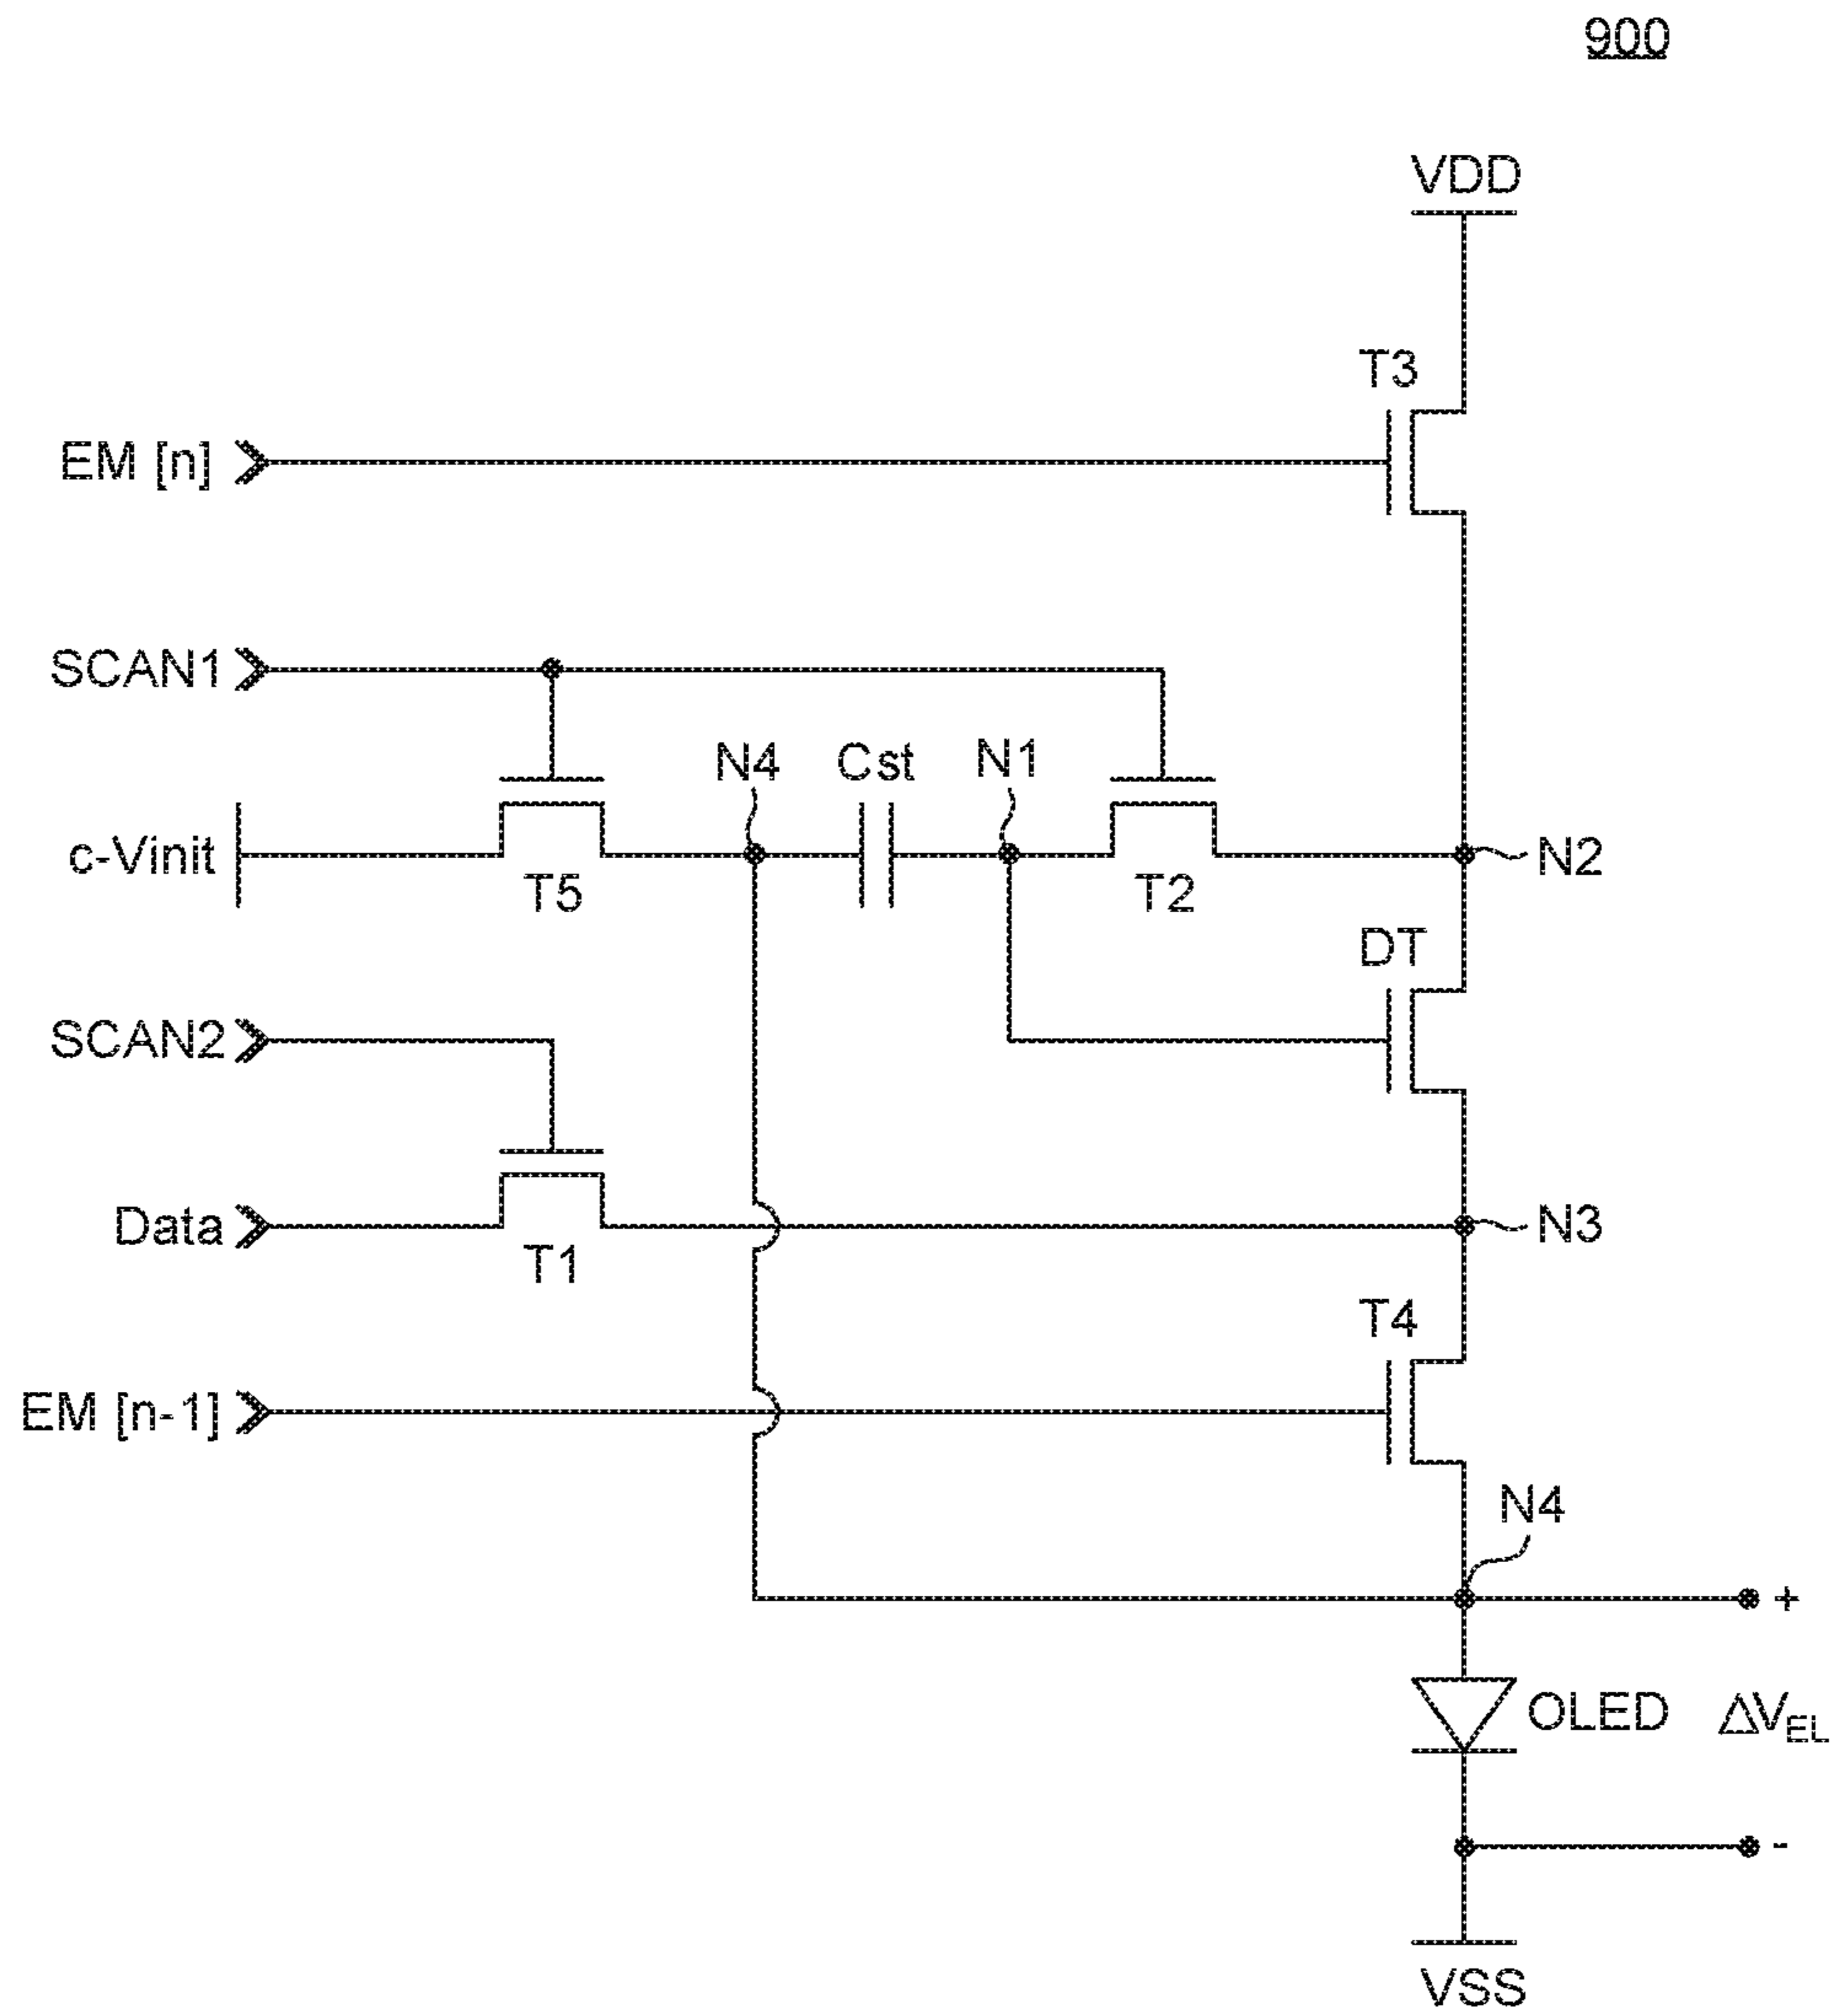 900
VDD
T3
EM [n]
SCAN1
N4
Cst
N1
c-Vinit
T5
T2
N2
DT
SCAN2
Data
T1
N3
T4
EM [n-1]
N4
+
OLED
ΔVEL
-
VSS